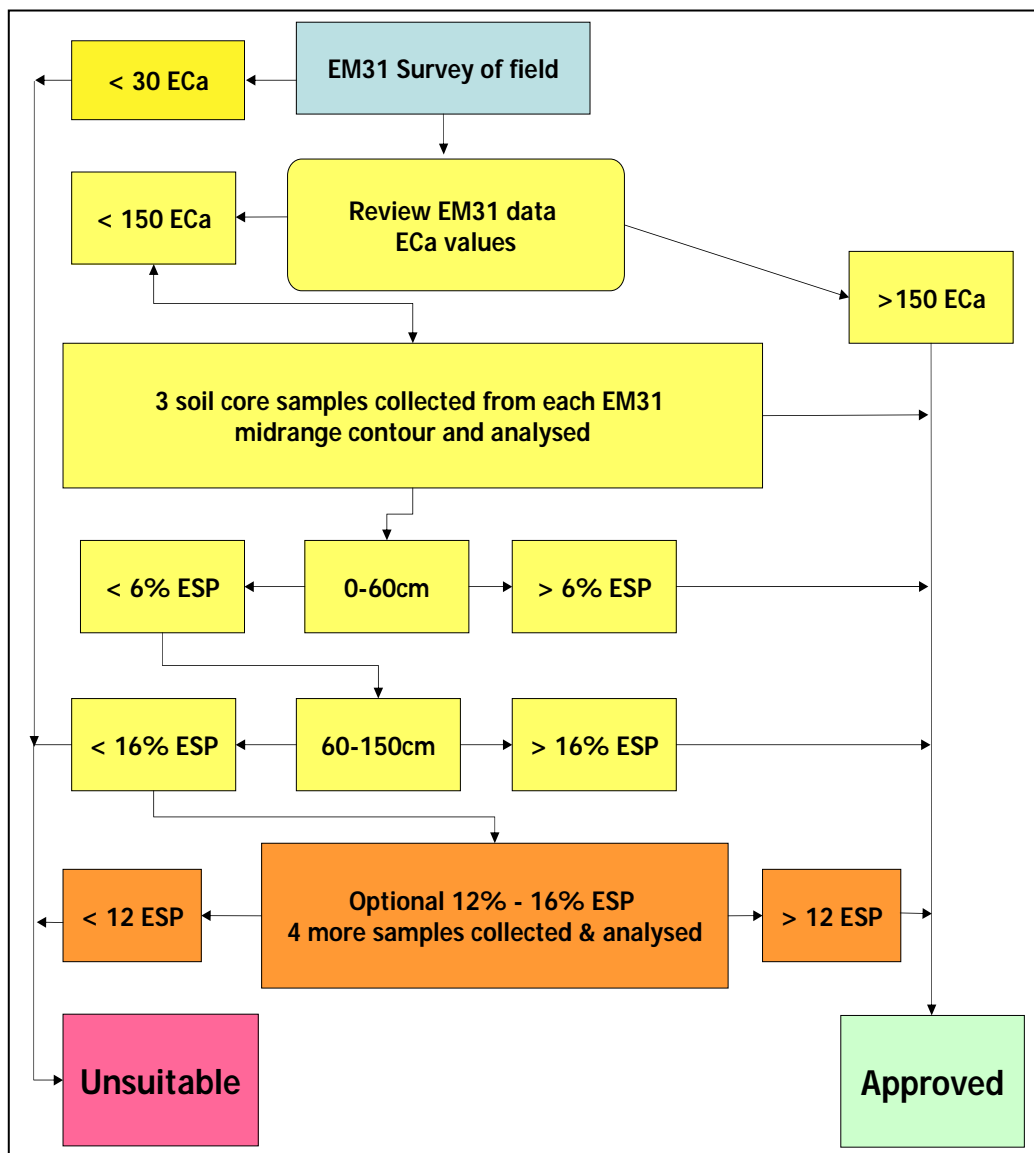 < 30 ECa
EM31 Survey of field
< 150 ECa
Review EM31 data
ECa values
>150 ECa
3 soil core samples collected from each EM31
midrange contour and analysed
< 6% ESP
0-60cm
> 6% ESP
< 16% ESP
60-150cm
> 16% ESP
< 12 ESP
Optional 12% - 16% ESP
4 more samples collected & analysed
> 12 ESP
Unsuitable
Approved